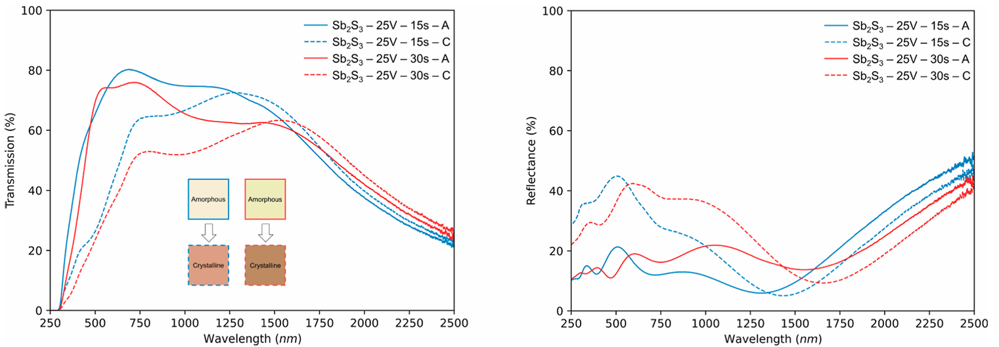 100
80
60
40
20
0
Transmission (%)
250 500 750 1000 1250 1500 1750 2000 2250 2500
Wavelength (nm)
Sb₂S₃ – 25V – 15s – A
Sb₂S₃ – 25V – 15s – C
Sb₂S₃ – 25V – 30s – A
Sb₂S₃ – 25V – 30s – C
Amorphous Amorphous
Crystalline Crystalline
100
80
60
40
20
0
Reflectance (%)
250 500 750 1000 1250 1500 1750 2000 2250 2500
Wavelength (nm)
Sb₂S₃ – 25V – 15s – A
Sb₂S₃ – 25V – 15s – C
Sb₂S₃ – 25V – 30s – A
Sb₂S₃ – 25V – 30s – C